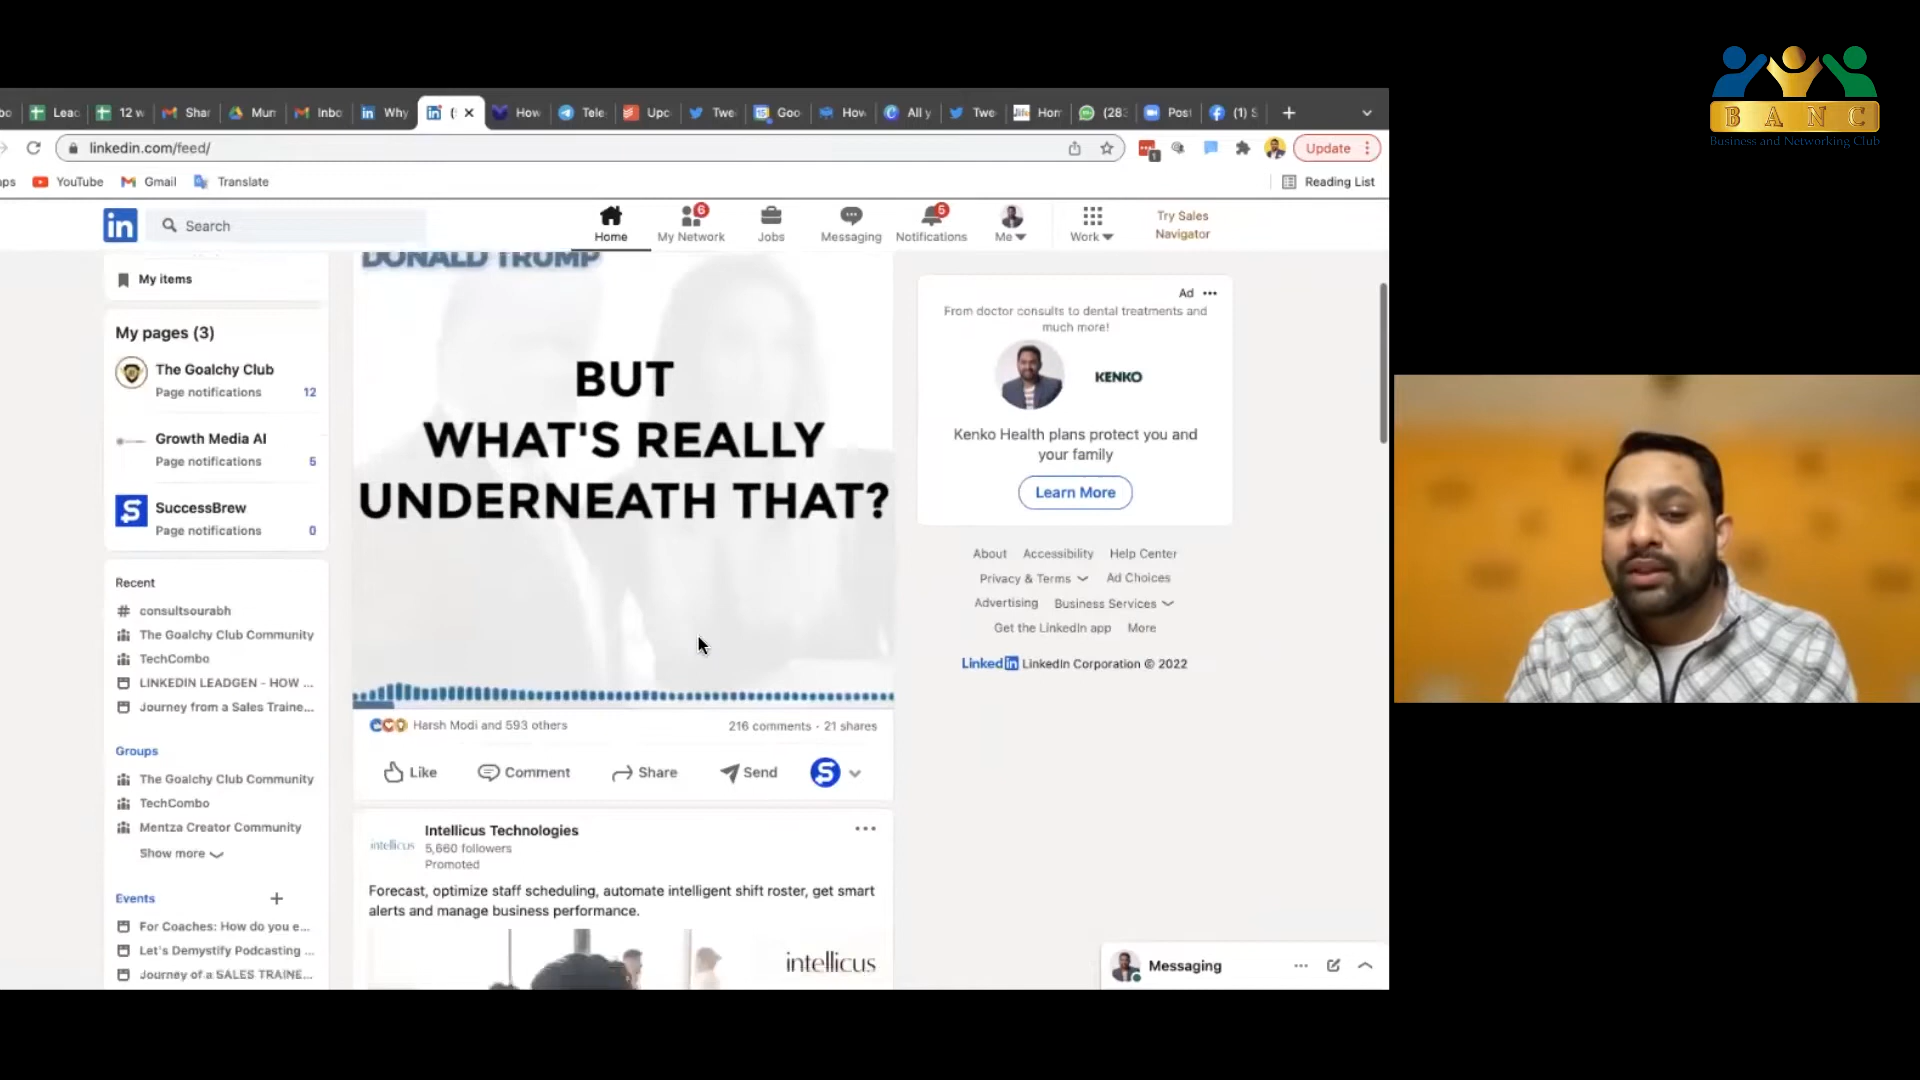 Leac
12 w
Shar
Mun
Inbo
Why
How
Tele
Upc
Twe
Goo
How
All y
Twe
Hom
(283
Post
(1) S
linkedin.com/feed/
1
Update
YouTube
Gmail
Translate
Reading List
in
Search
Home
6
My Network
Jobs
Messaging
5
Notifications
Me
Work
Try Sales
Navigator
My items
My pages (3)
The Goalchy Club
Page notifications 12
Growth Media AI
Page notifications 5
SuccessBrew
Page notifications 0
Recent
# consultsourabh
The Goalchy Club Community
TechCombo
LINKEDIN LEADGEN - HOW ...
Journey from a Sales Traine...
Groups
The Goalchy Club Community
TechCombo
Mentza Creator Community
Show more
Events
For Coaches: How do you e...
Let's Demystify Podcasting ...
Journey of a SALES TRAINE...
DONALD TRUMP
BUT
WHAT'S REALLY
UNDERNEATH THAT?
Harsh Modi and 593 others
216 comments · 21 shares
Like
Comment
Share
Send
intellicus
Intellicus Technologies
5,660 followers
Promoted
Forecast, optimize staff scheduling, automate intelligent shift roster, get smart
alerts and manage business performance.
intellicus
Ad
From doctor consults to dental treatments and
much more!
KENKO
Kenko Health plans protect you and
your family
Learn More
About Accessibility Help Center
Privacy & Terms Ad Choices
Advertising Business Services
Get the LinkedIn app More
LinkedIn LinkedIn Corporation © 2022
Messaging
BANC
Business and Networking Club